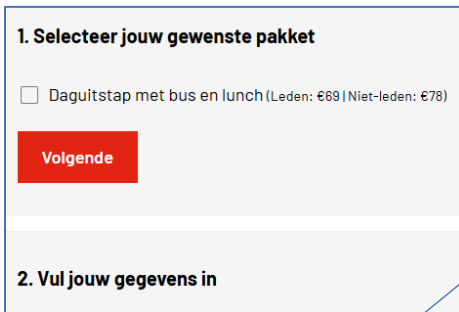 1. Selecteer jouw gewenste pakket
Daguitstap met bus en lunch (Leden: €69 | Niet-leden: €78)
Volgende
2. Vul jouw gegevens in